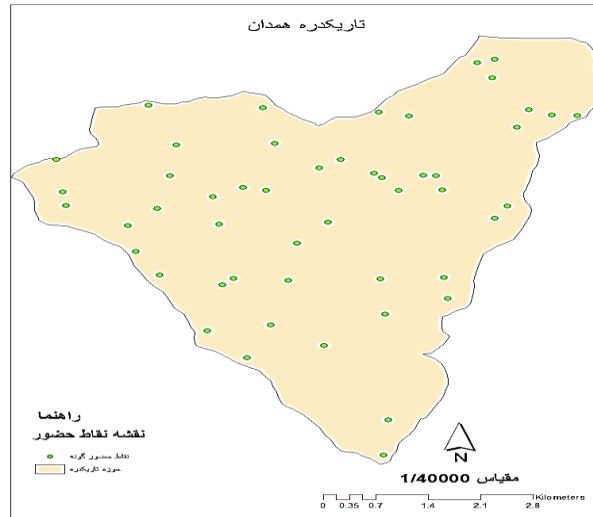 تاریکدره همدان
راهنما
نقشه نقاط حضور
نقاط حضور گونه
حوزه تاریکدره
N
مقیاس 1/40000
0 0.35 0.7 1.4 2.1 2.8 Kilometers